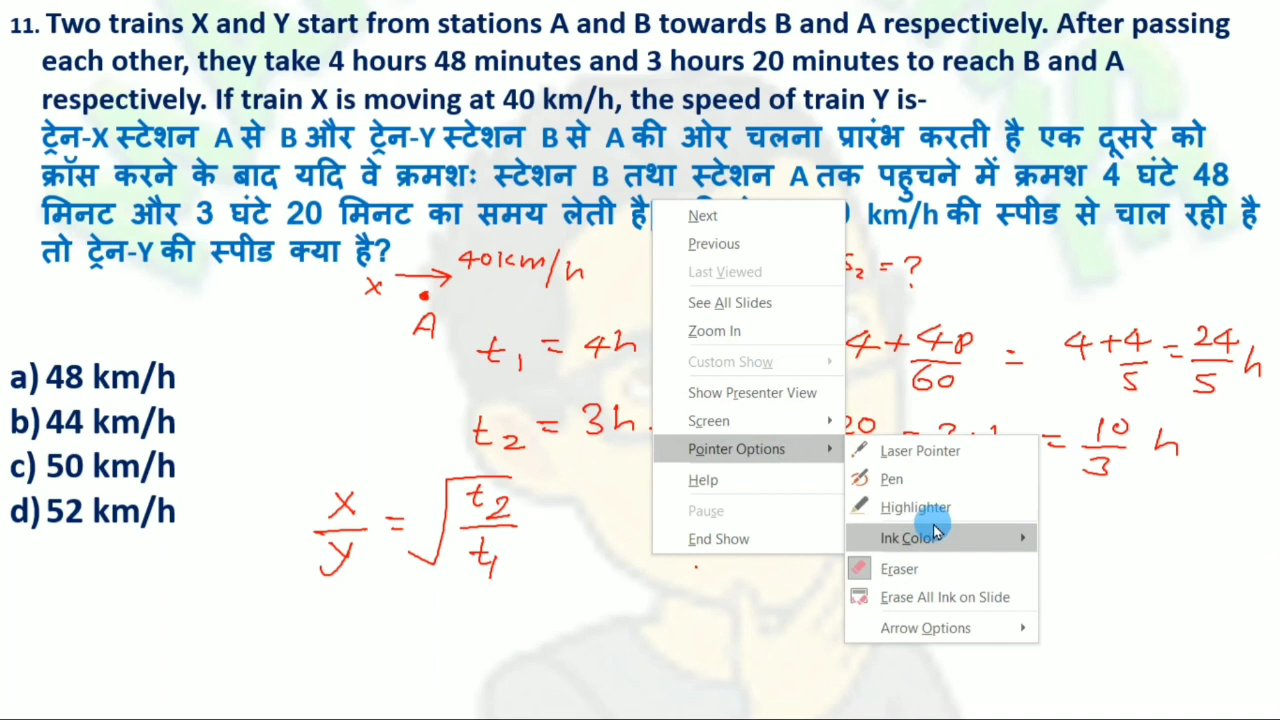 11. Two trains X and Y start from stations A and B towards B and A respectively. After passing
each other, they take 4 hours 48 minutes and 3 hours 20 minutes to reach B and A
respectively. If train X is moving at 40 km/h, the speed of train Y is-
ट्रेन-X स्टेशन A से B और ट्रेन-Y स्टेशन B से A की ओर चलना प्रारंभ करती है एक दूसरे को
क्रॉस करने के बाद यदि वे क्रमशः स्टेशन B तथा स्टेशन A तक पहुचने में क्रमश 4 घंटे 48
मिनट और 3 घंटे 20 मिनट का समय लेती है km/h की स्पीड से चाल रही है
तो ट्रेन-Y की स्पीड क्या है?
x → 40km/h
A
S₂ = ?
t₁ = 4h 4 + 48/60 = 4 + 4/5 = 24/5 h
t₂ = 3h 20 = 10/3 h
x/y = √(t₂/t₁)
a) 48 km/h
b) 44 km/h
c) 50 km/h
d) 52 km/h
Next
Previous
Last Viewed
See All Slides
Zoom In
Custom Show
Show Presenter View
Screen
Pointer Options
Help
Pause
End Show
Laser Pointer
Pen
Highlighter
Ink Color
Eraser
Erase All Ink on Slide
Arrow Options